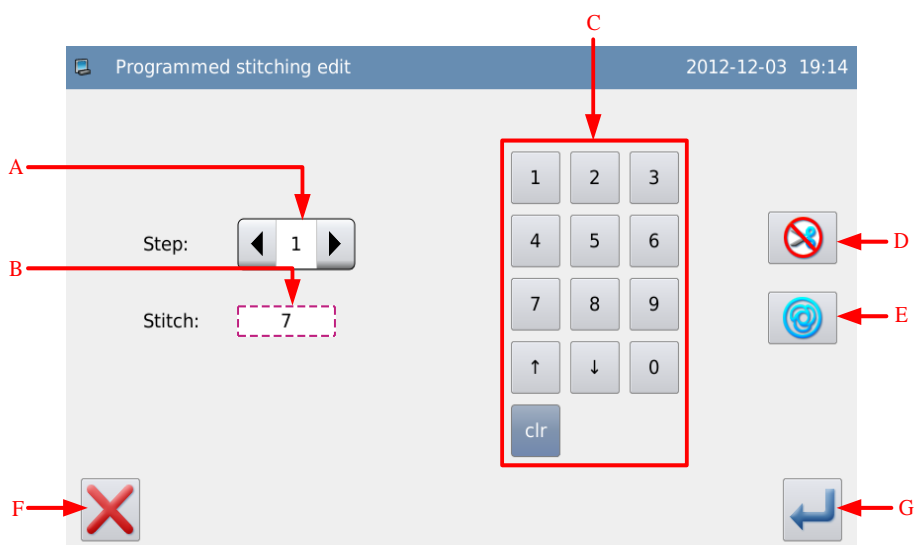 C
Programmed stitching edit 2012-12-03 19:14
A
1 2 3
Step: 1
4 5 6
D
B
Stitch: 7
7 8 9
E
↑ ↓ 0
clr
F
G